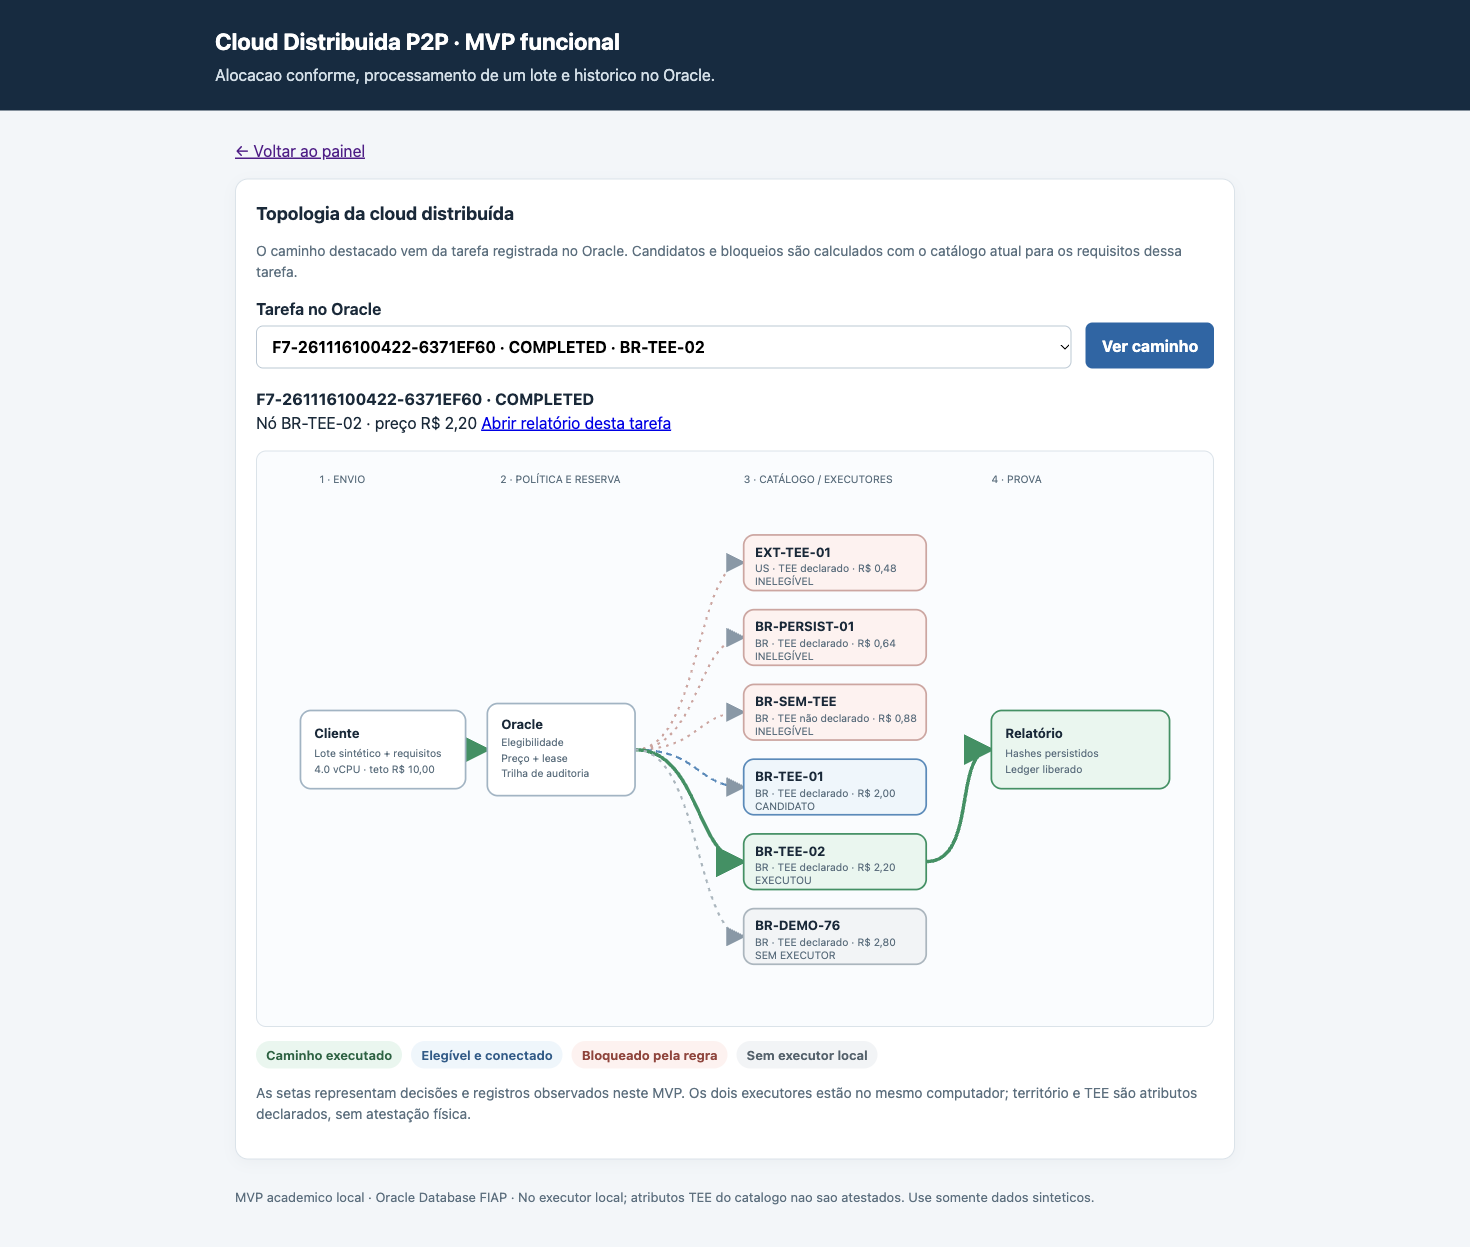 Cloud Distribuida P2P · MVP funcional
Alocacao conforme, processamento de um lote e historico no Oracle.
← Voltar ao painel
Topologia da cloud distribuída
O caminho destacado vem da tarefa registrada no Oracle. Candidatos e bloqueios são calculados com o catálogo atual para os requisitos dessa
tarefa.
Tarefa no Oracle
F7-261116100422-6371EF60 · COMPLETED · BR-TEE-02
Ver caminho
F7-261116100422-6371EF60 · COMPLETED
Nó BR-TEE-02 · preço R$ 2,20 Abrir relatório desta tarefa
1 · ENVIO
2 · POLÍTICA E RESERVA
3 · CATÁLOGO / EXECUTORES
4 · PROVA
Cliente
Lote sintético + requisitos
4.0 vCPU · teto R$ 10,00
Oracle
Elegibilidade
Preço + lease
Trilha de auditoria
EXT-TEE-01
US · TEE declarado · R$ 0,48
INELEGÍVEL
BR-PERSIST-01
BR · TEE declarado · R$ 0,64
INELEGÍVEL
BR-SEM-TEE
BR · TEE não declarado · R$ 0,88
INELEGÍVEL
BR-TEE-01
BR · TEE declarado · R$ 2,00
CANDIDATO
BR-TEE-02
BR · TEE declarado · R$ 2,20
EXECUTOU
BR-DEMO-76
BR · TEE declarado · R$ 2,80
SEM EXECUTOR
Relatório
Hashes persistidos
Ledger liberado
Caminho executado
Elegível e conectado
Bloqueado pela regra
Sem executor local
As setas representam decisões e registros observados neste MVP. Os dois executores estão no mesmo computador; território e TEE são atributos
declarados, sem atestação física.
MVP academico local · Oracle Database FIAP · No executor local; atributos TEE do catalogo nao sao atestados. Use somente dados sinteticos.